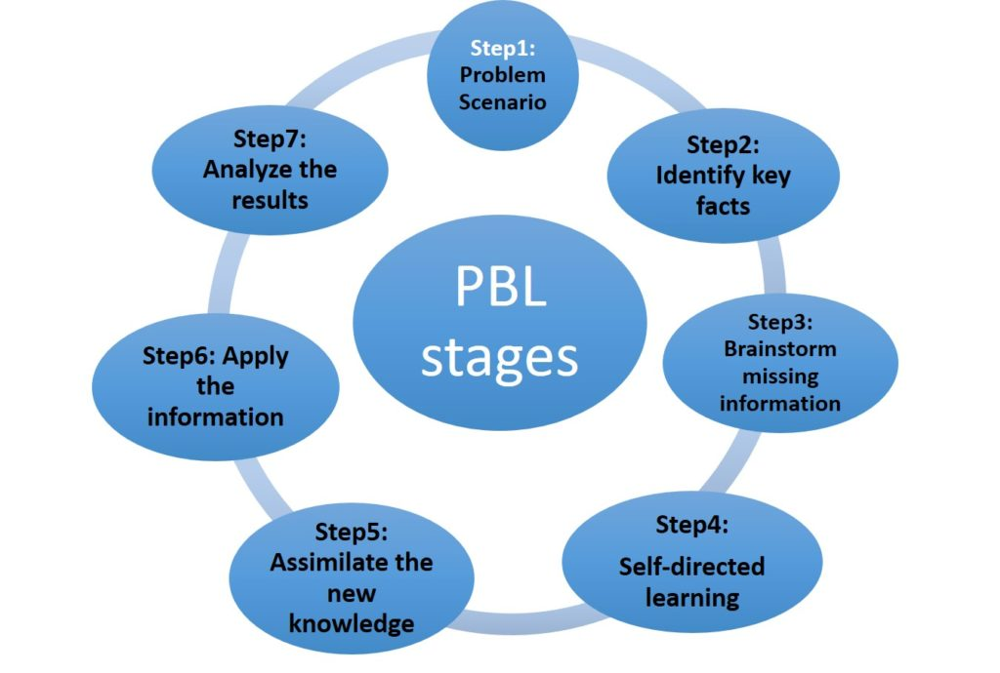 Step1:
Problem
Scenario
Step2:
Identify key
facts
Step3:
Brainstorm
missing
information
Step4:
Self-directed
learning
Step5:
Assimilate the
new
knowledge
Step6: Apply
the
information
Step7:
Analyze the
results
PBL
stages